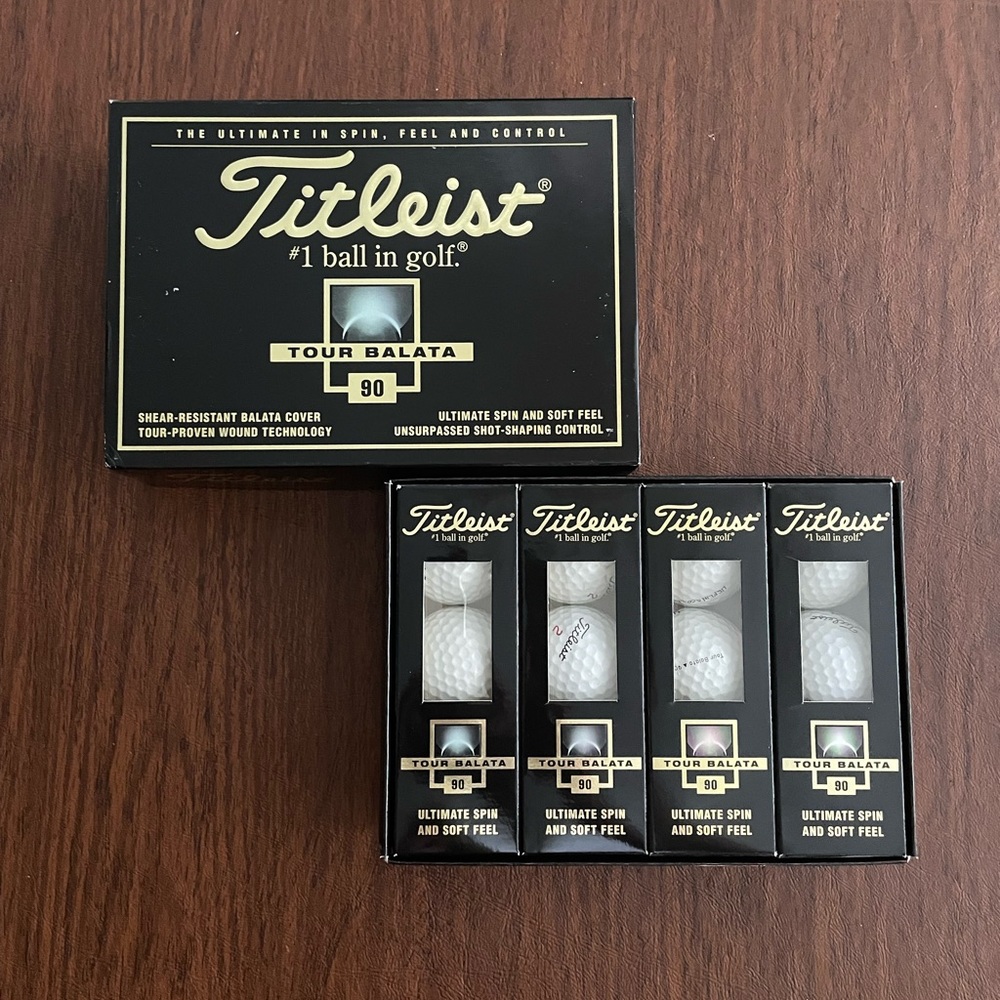 THE ULTIMATE IN SPIN, FEEL AND CONTROL
Titleist®
#1 ball in golf.®
TOUR BALATA
90
SHEAR-RESISTANT BALATA COVER
TOUR-PROVEN WOUND TECHNOLOGY
ULTIMATE SPIN AND SOFT FEEL
UNSURPASSED SHOT-SHAPING CONTROL
Titleist®
#1 ball in golf.®
TOUR BALATA
90
ULTIMATE SPIN
AND SOFT FEEL
Titleist®
#1 ball in golf.®
Titleist
2
TOUR BALATA
90
ULTIMATE SPIN
AND SOFT FEEL
Titleist®
#1 ball in golf.®
Tour Balata ▲ 90
TOUR BALATA
90
ULTIMATE SPIN
AND SOFT FEEL
Titleist®
#1 ball in golf.®
Titleist
TOUR BALATA
90
ULTIMATE SPIN
AND SOFT FEEL